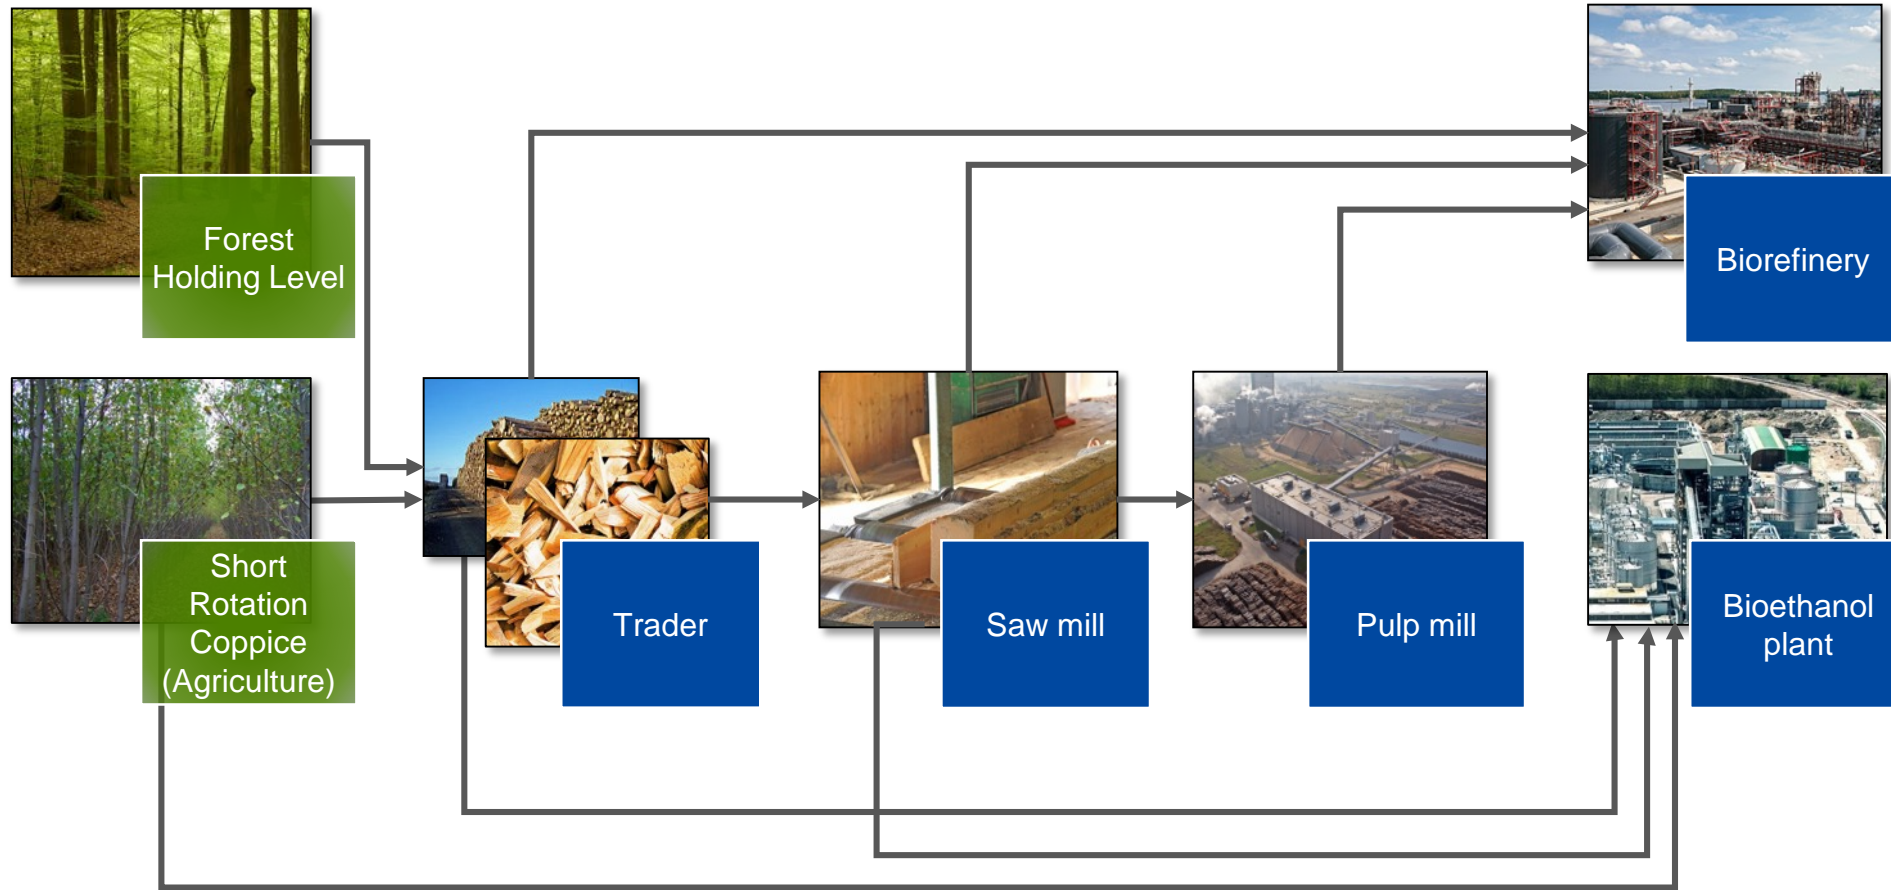 Forest
Holding Level
Biorefinery
Short
Rotation
Coppice
(Agriculture)
Trader
Saw mill
Pulp mill
Bioethanol
plant